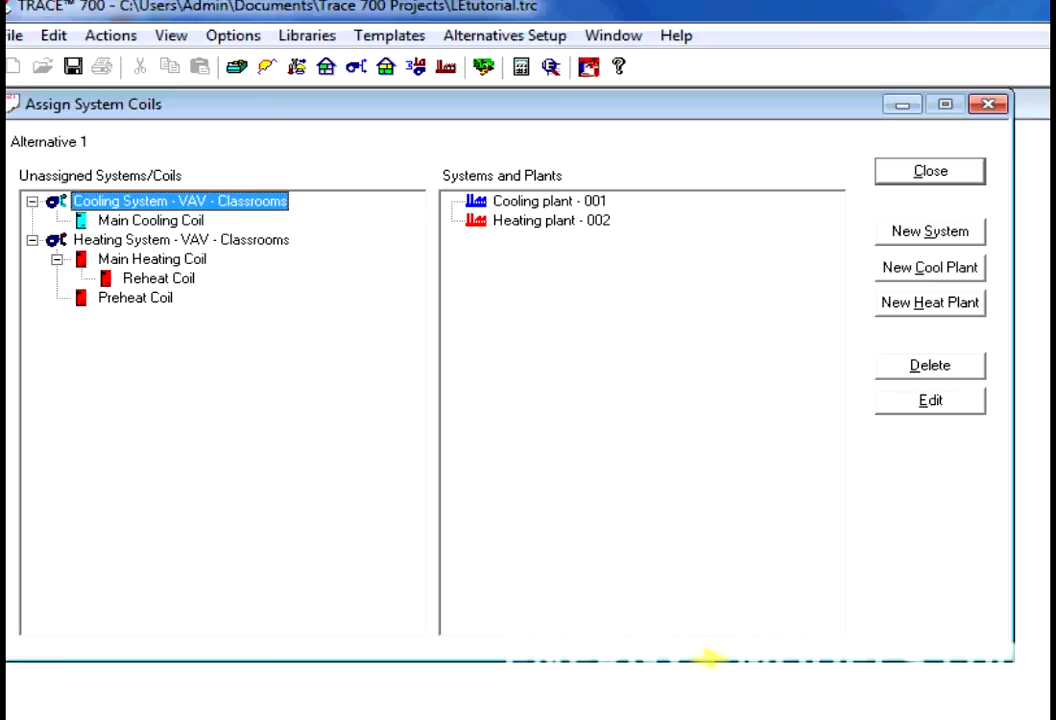 TRACE™ 700 - C:\Users\Admin\Documents\Trace 700 Projects\LEtutorial.trc
Edit Actions View Options Libraries Templates Alternatives Setup Window Help
Assign System Coils
Alternative 1
Unassigned Systems/Coils
Cooling System - VAV - Classrooms
Main Cooling Coil
Heating System - VAV - Classrooms
Main Heating Coil
Reheat Coil
Preheat Coil
Systems and Plants
Cooling plant - 001
Heating plant - 002
Close
New System
New Cool Plant
New Heat Plant
Delete
Edit